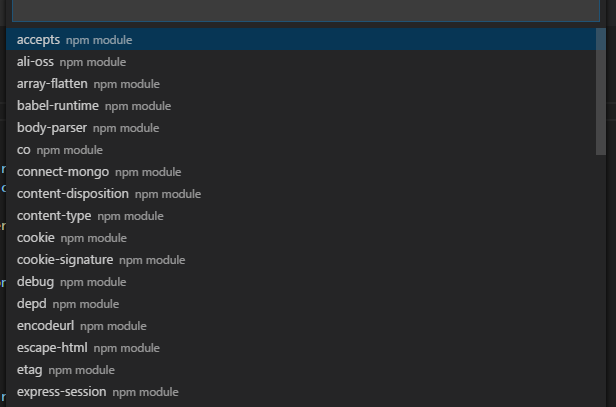 accepts npm module
ali-oss npm module
array-flatten npm module
babel-runtime npm module
body-parser npm module
co npm module
connect-mongo npm module
content-disposition npm module
content-type npm module
cookie npm module
cookie-signature npm module
debug npm module
depd npm module
encodeurl npm module
escape-html npm module
etag npm module
express-session npm module